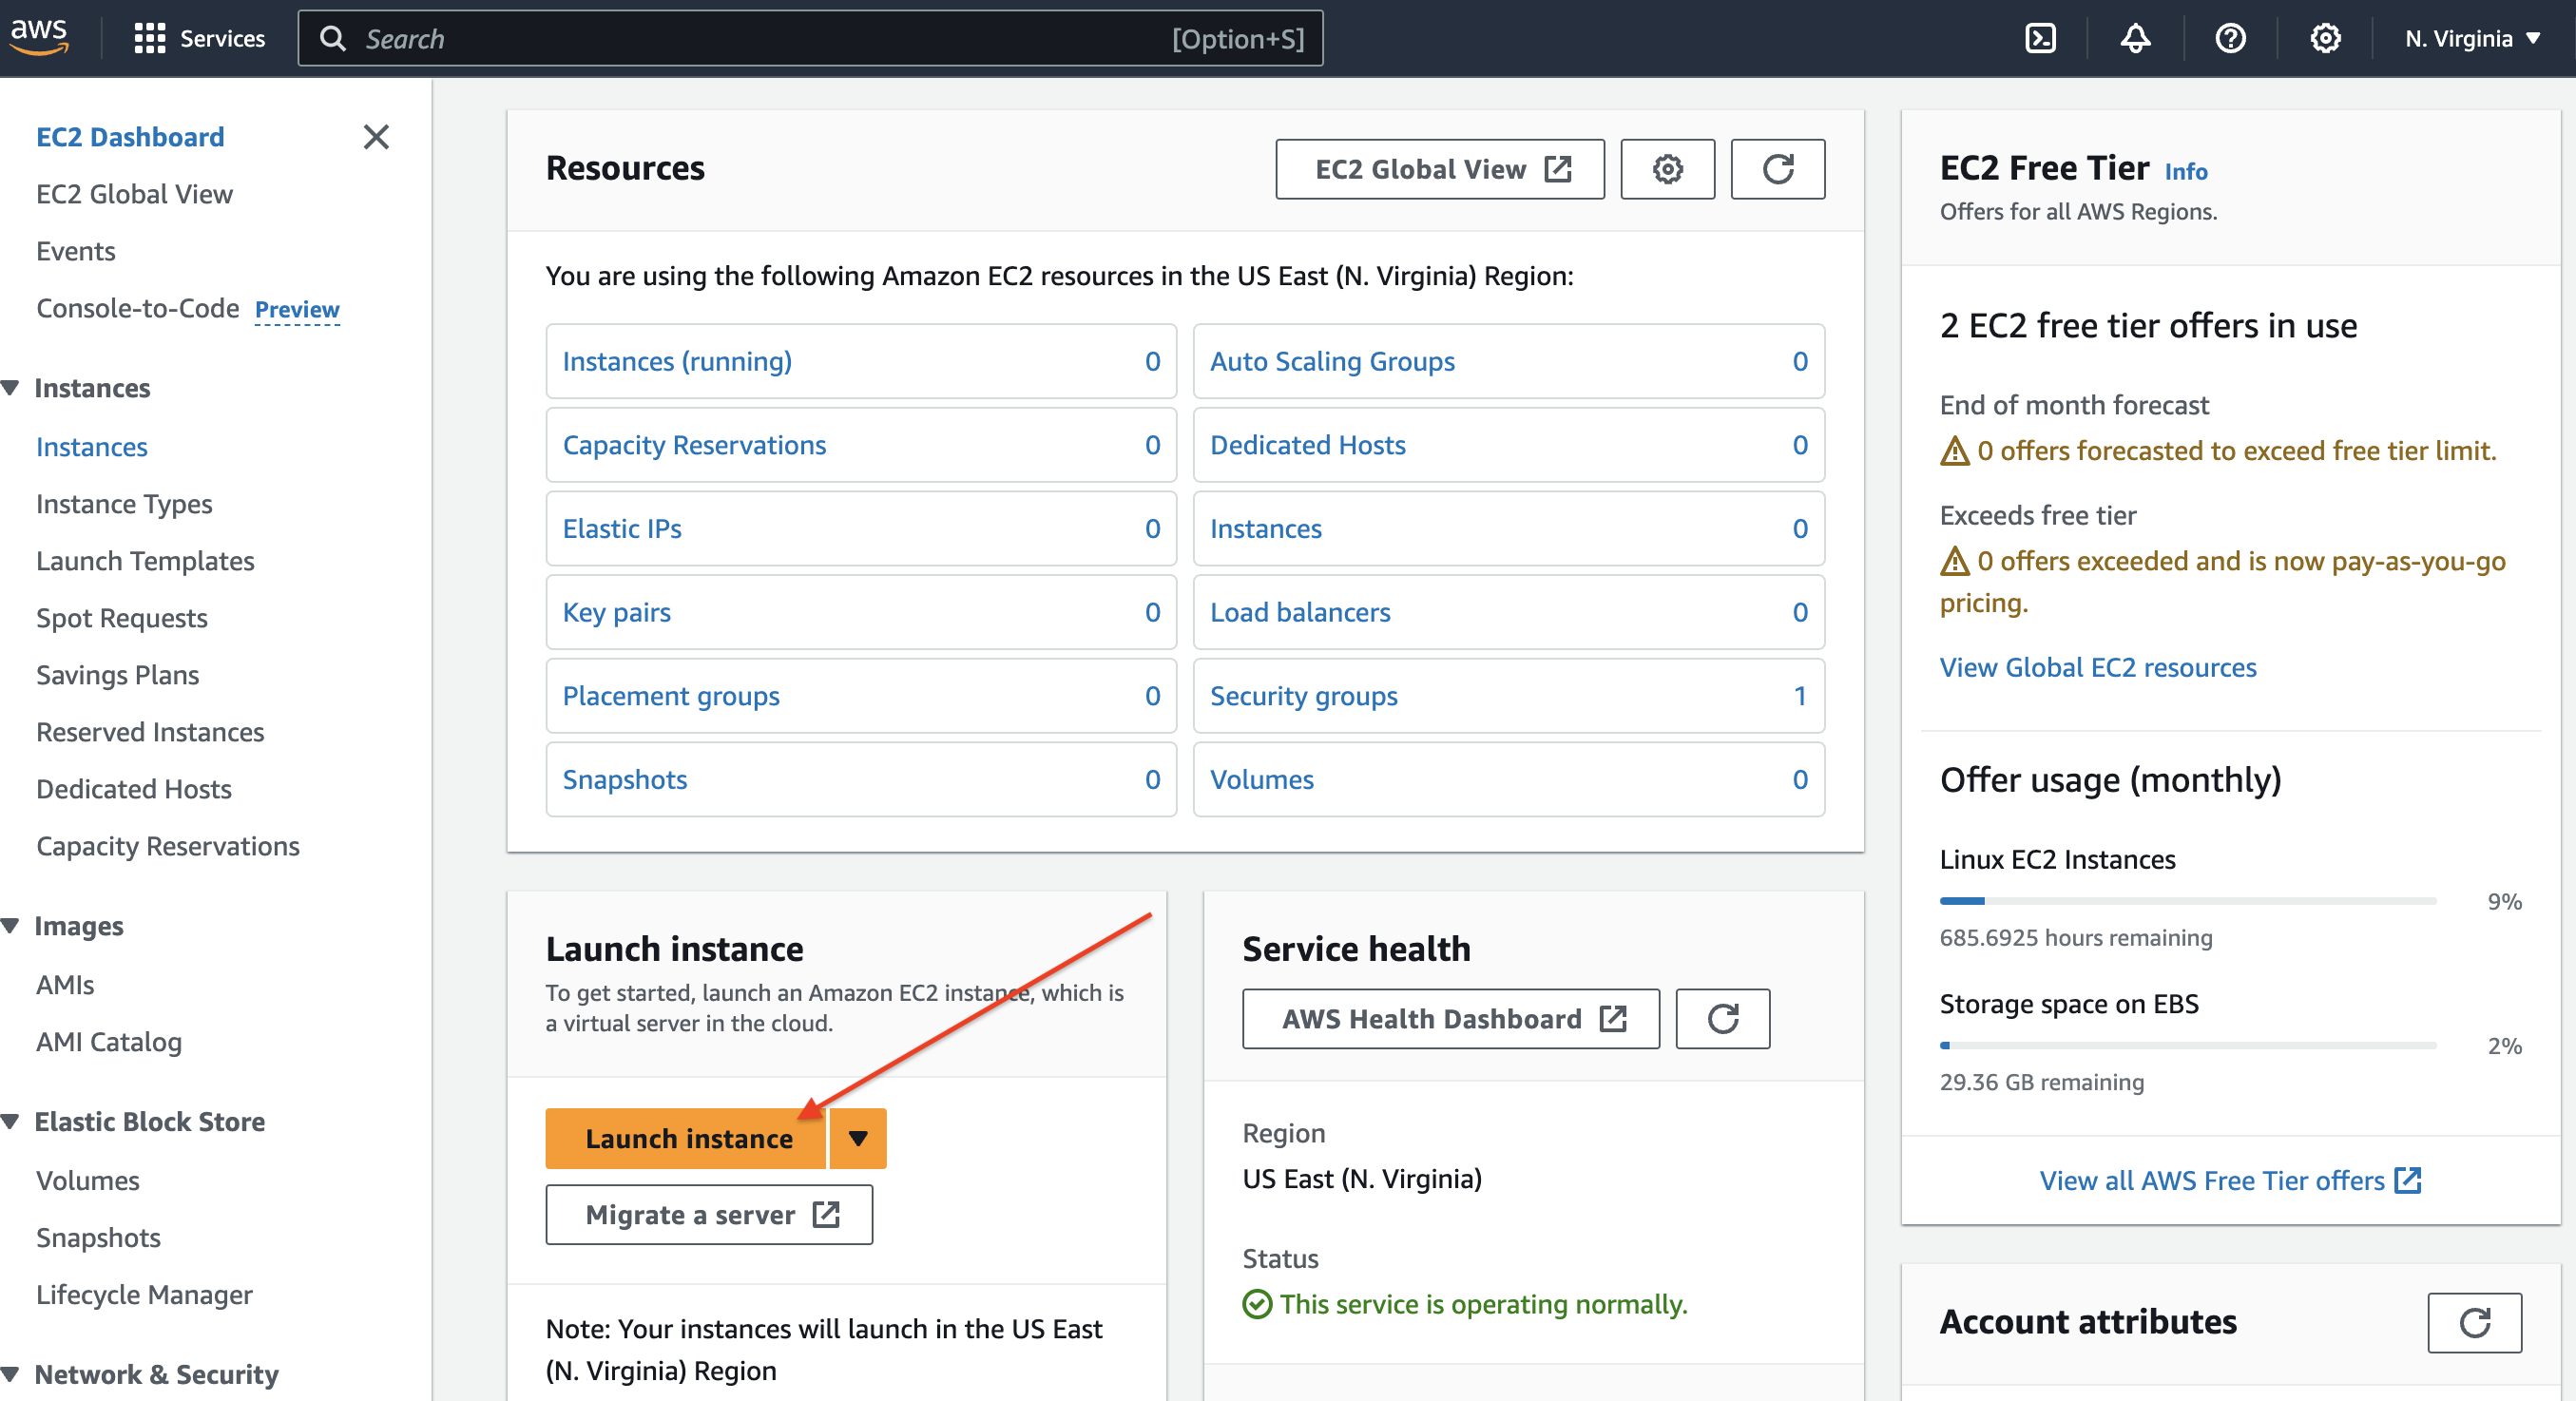 aws
Services
Search
[Option+S]
N. Virginia
EC2 Dashboard
EC2 Global View
Events
Console-to-Code Preview
Instances
Instances
Instance Types
Launch Templates
Spot Requests
Savings Plans
Reserved Instances
Dedicated Hosts
Capacity Reservations
Images
AMIs
AMI Catalog
Elastic Block Store
Volumes
Snapshots
Lifecycle Manager
Network & Security
Resources
EC2 Global View
You are using the following Amazon EC2 resources in the US East (N. Virginia) Region:
Instances (running) 0
Auto Scaling Groups 0
Capacity Reservations 0
Dedicated Hosts 0
Elastic IPs 0
Instances 0
Key pairs 0
Load balancers 0
Placement groups 0
Security groups 1
Snapshots 0
Volumes 0
Launch instance
To get started, launch an Amazon EC2 instance, which is
a virtual server in the cloud.
Launch instance
Migrate a server
Note: Your instances will launch in the US East
(N. Virginia) Region
Service health
AWS Health Dashboard
Region
US East (N. Virginia)
Status
This service is operating normally.
EC2 Free Tier Info
Offers for all AWS Regions.
2 EC2 free tier offers in use
End of month forecast
0 offers forecasted to exceed free tier limit.
Exceeds free tier
0 offers exceeded and is now pay-as-you-go
pricing.
View Global EC2 resources
Offer usage (monthly)
Linux EC2 Instances
9%
685.6925 hours remaining
Storage space on EBS
2%
29.36 GB remaining
View all AWS Free Tier offers
Account attributes